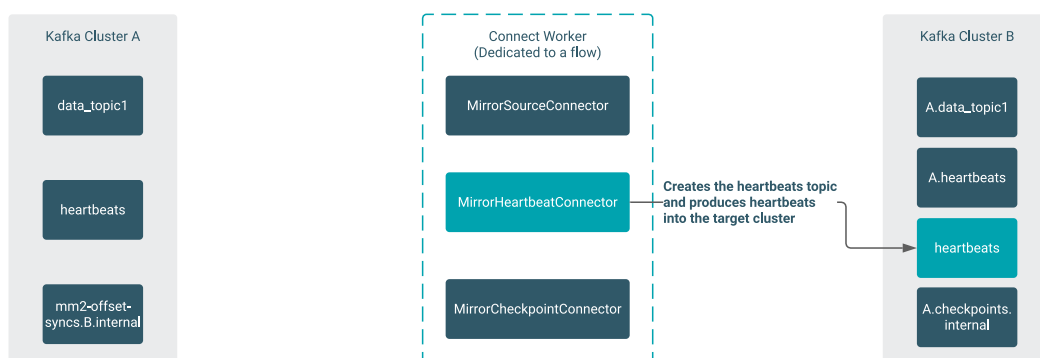 Kafka Cluster A
data_topic1
heartbeats
mm2-offset-
syncs.B.internal
Connect Worker
(Dedicated to a flow)
MirrorSourceConnector
MirrorHeartbeatConnector
MirrorCheckpointConnector
Creates the heartbeats topic
and produces heartbeats
into the target cluster
Kafka Cluster B
A.data_topic1
A.heartbeats
heartbeats
A.checkpoints.
internal